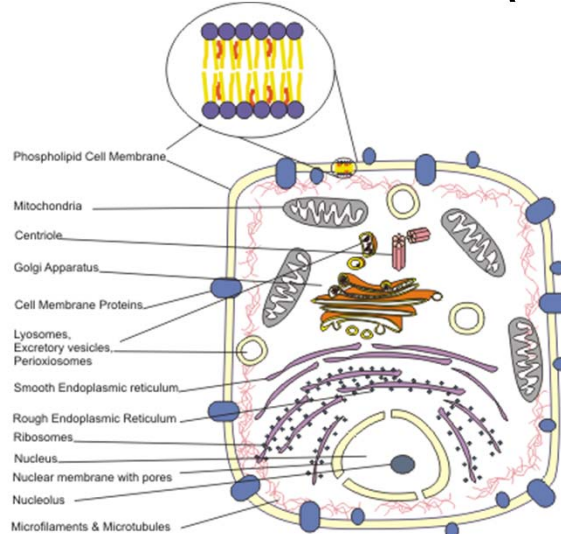 Phospholipid Cell Membrane
Mitochondria
Centriole
Golgi Apparatus
Cell Membrane Proteins
Lyosomes,
Excretory vesicles,
Perioxiosomes
Smooth Endoplasmic reticulum
Rough Endoplasmic Reticulum
Ribosomes
Nucleus
Nuclear membrane with pores
Nucleolus
Microfilaments & Microtubules